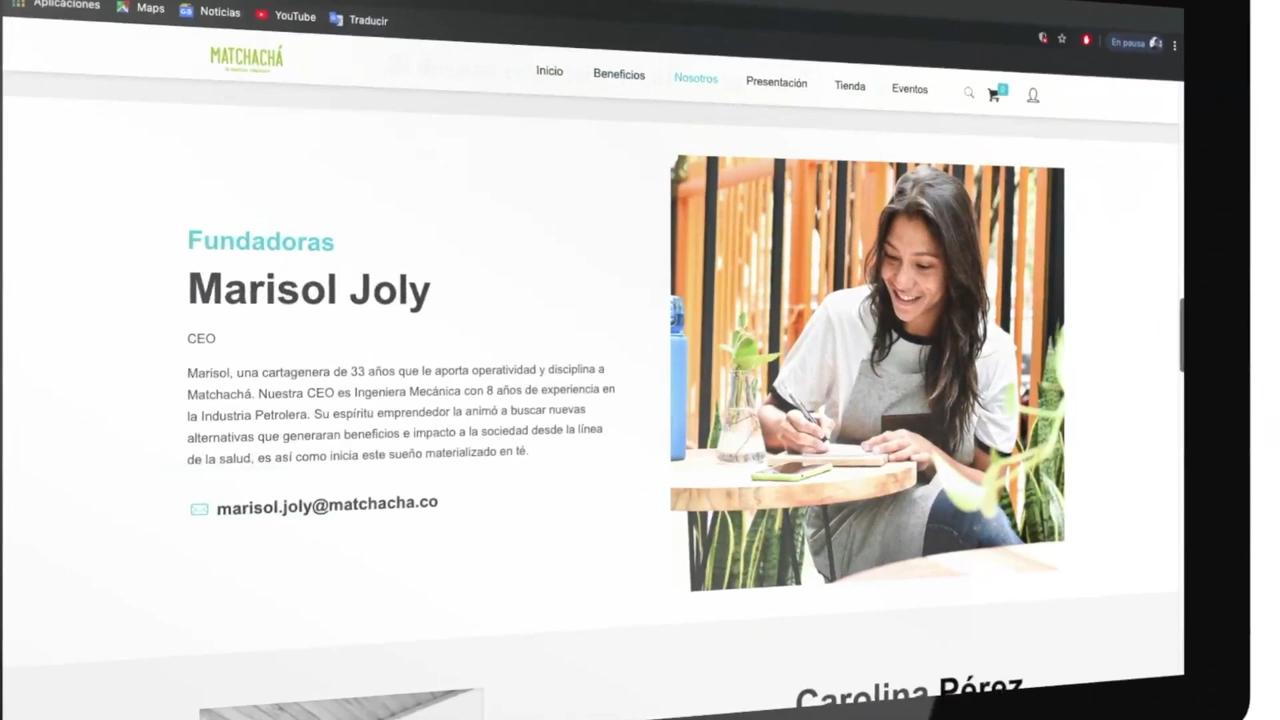 Aplicaciones
Maps
Noticias
YouTube
Traducir
En pausa
MATCHACHÁ
Inicio
Beneficios
Nosotros
Presentación
Tienda
Eventos
0
Fundadoras
Marisol Joly
CEO
Marisol, una cartagenera de 33 años que le aporta operatividad y disciplina a
Matchachá. Nuestra CEO es Ingeniera Mecánica con 8 años de experiencia en
la Industria Petrolera. Su espíritu emprendedor la animó a buscar nuevas
alternativas que generaran beneficios e impacto a la sociedad desde la línea
de la salud, es así como inicia este sueño materializado en té.
marisol.joly@matchacha.co
Carolina Pérez